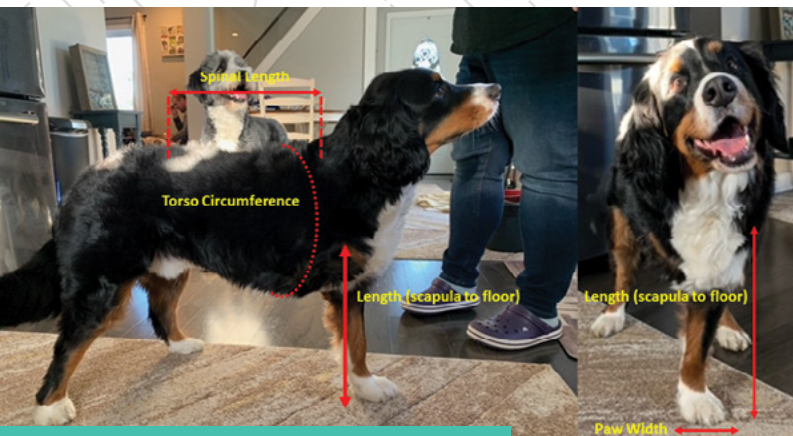 Spinal Length
Torso Circumference
Length (scapula to floor)
Length (scapula to floor)
Paw Width